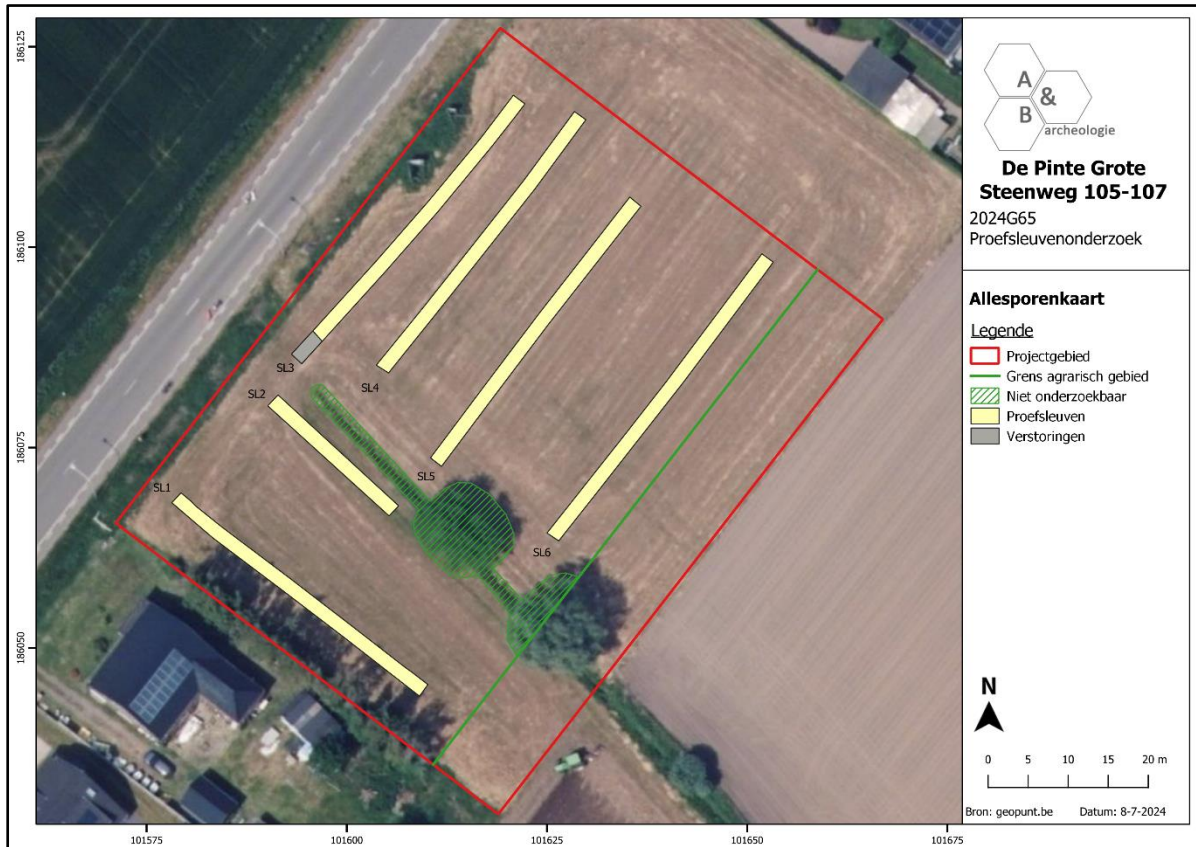 186125
186100
186075
186050
101575
101600
101625
101650
101675
SL3
SL4
SL2
SL5
SL1
SL6
A
&
B
archeologie
De Pinte Grote
Steenweg 105-107
2024G65
Proefsleuvenonderzoek
Allesporenkaart
Legende
Projectgebied
Grens agrarisch gebied
Niet onderzoekbaar
Proefsleuven
Verstoringen
N
0 5 10 15 20 m
Bron: geopunt.be Datum: 8-7-2024